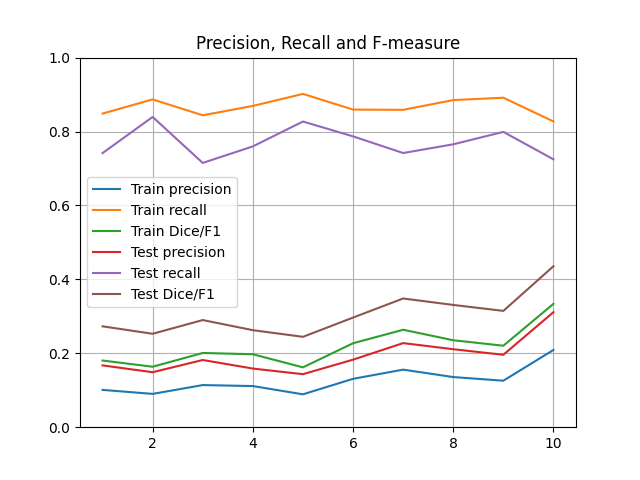 Precision, Recall and F-measure
1.0
0.8
0.6
0.4
0.2
0.0
Train precision
Train recall
Train Dice/F1
Test precision
Test recall
Test Dice/F1
2 4 6 8 10